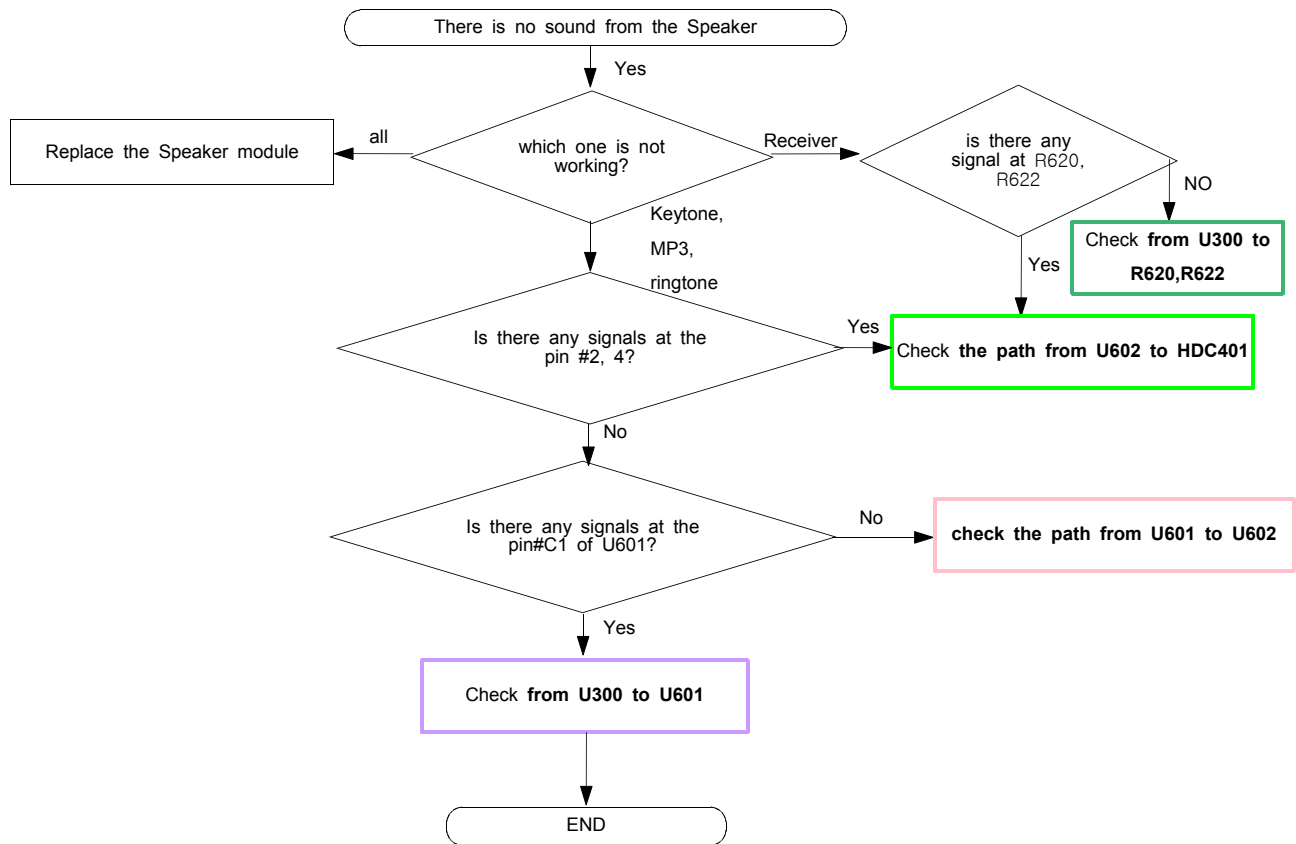 There is no sound from the Speaker
Yes
all
Replace the Speaker module
which one is not
working?
Receiver
is there any
signal at R620,
R622
NO
Keytone,
MP3,
ringtone
Check from U300 to
R620,R622
Yes
Is there any signals at the
pin #2, 4?
Yes
Check the path from U602 to HDC401
No
Is there any signals at the
pin#C1 of U601?
No
check the path from U601 to U602
Yes
Check from U300 to U601
END